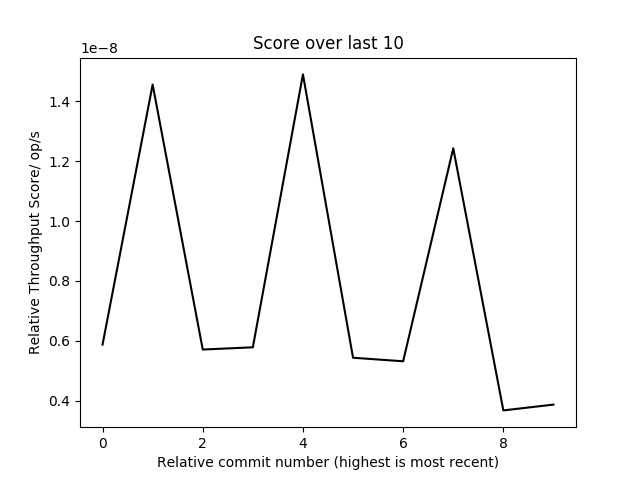 Score over last 10
1e−8
1.4
1.2
1.0
0.8
0.6
0.4
Relative Throughput Score/ op/s
0 2 4 6 8
Relative commit number (highest is most recent)